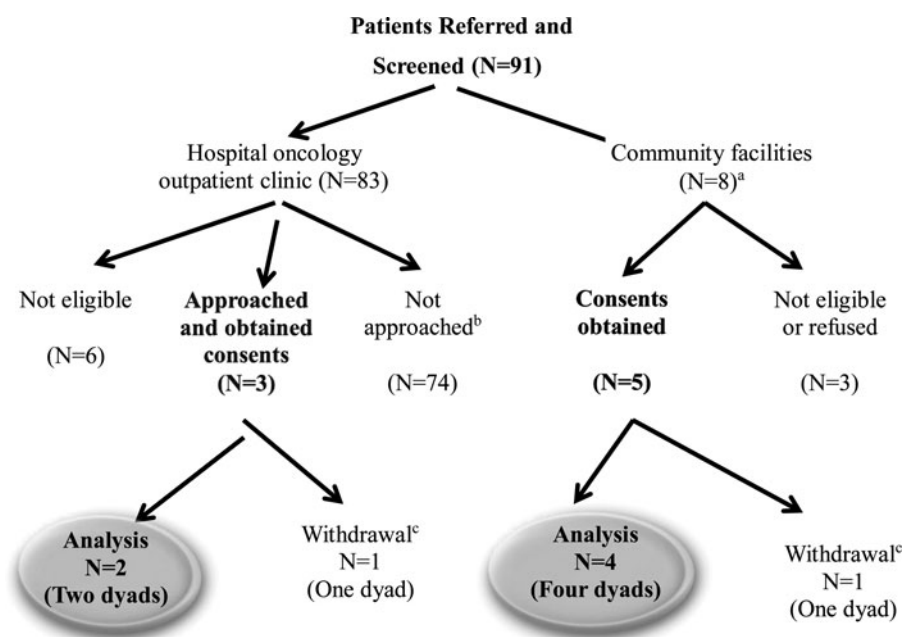 Patients Referred and
Screened (N=91)
Hospital oncology
outpatient clinic (N=83)
Community facilities
(N=8)ᵃ
Not eligible
(N=6)
Approached
and obtained
consents
(N=3)
Not
approachedᵇ
(N=74)
Consents
obtained
(N=5)
Not eligible
or refused
(N=3)
Analysis
N=2
(Two dyads)
Withdrawalᶜ
N=1
(One dyad)
Analysis
N=4
(Four dyads)
Withdrawalᶜ
N=1
(One dyad)